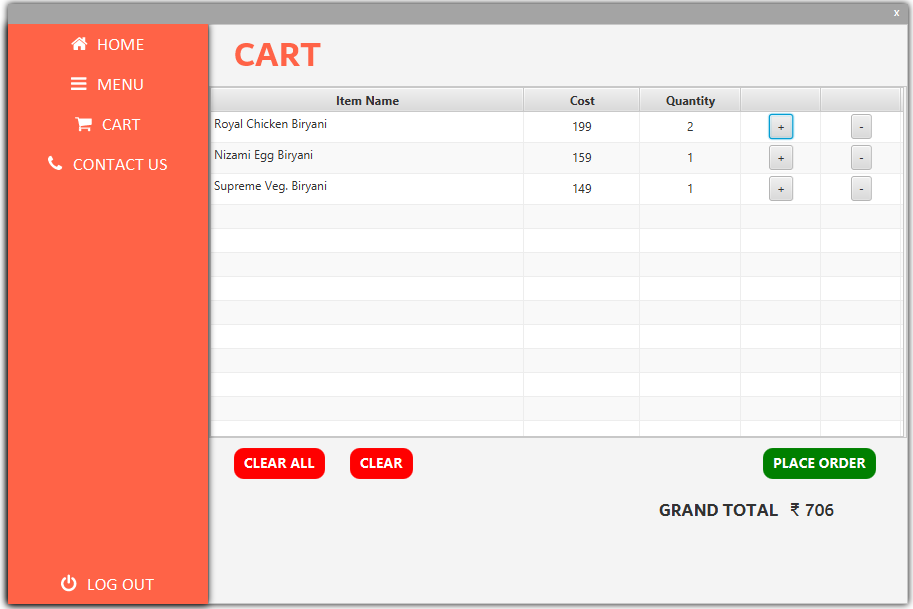 x
HOME
MENU
CART
CONTACT US
LOG OUT
CART
Item Name Cost Quantity
Royal Chicken Biryani 199 2 + -
Nizami Egg Biryani 159 1 + -
Supreme Veg. Biryani 149 1 + -
CLEAR ALL CLEAR PLACE ORDER
GRAND TOTAL ₹ 706